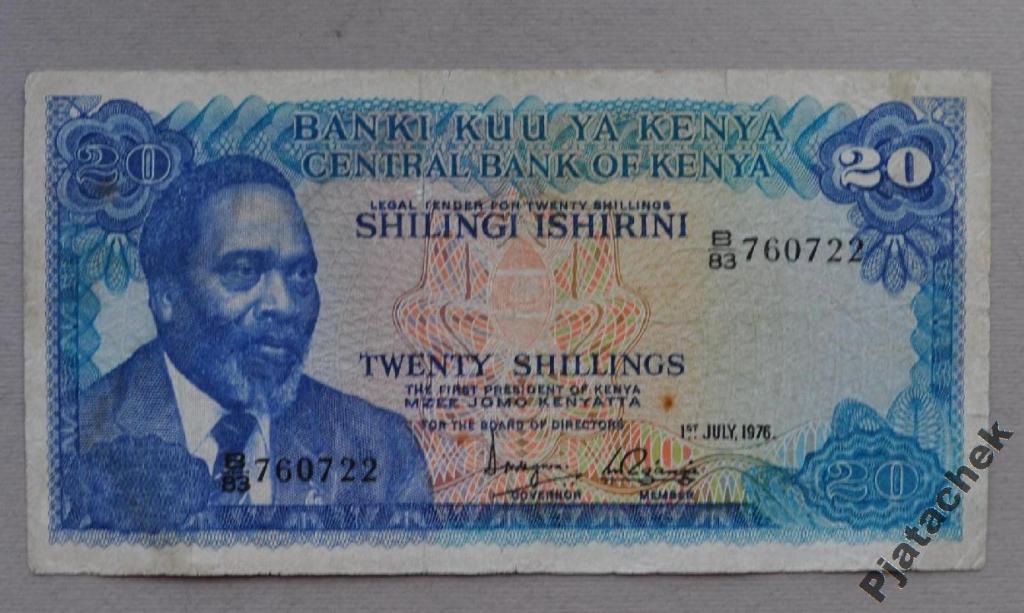 BANKI KUU YA KENYA
CENTRAL BANK OF KENYA
20
20
LEGAL TENDER FOR TWENTY SHILLINGS
SHILINGI ISHIRINI
B/83 760722
TWENTY SHILLINGS
THE FIRST PRESIDENT OF KENYA
MZEE JOMO KENYATTA
FOR THE BOARD OF DIRECTORS
1ST JULY, 1976.
B/83 760722
GOVERNOR
MEMBER
20
Pjatachek